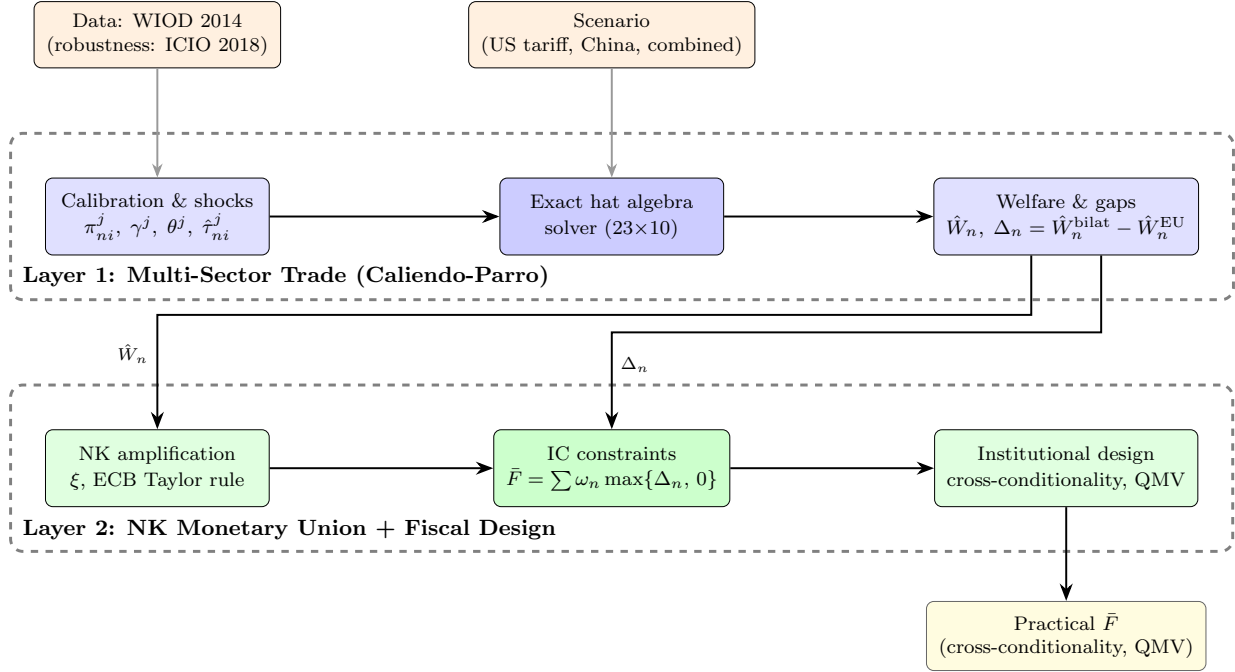 Data: WIOD 2014
(robustness: ICIO 2018)
Scenario
(US tariff, China, combined)
Calibration & shocks
π_{ni}^j, γ^j, θ^j, τ̂_{ni}^j
Exact hat algebra
solver (23×10)
Welfare & gaps
Ŵ_n, Δ_n = Ŵ_n^{bilat} − Ŵ_n^{EU}
Layer 1: Multi-Sector Trade (Caliendo-Parro)
Ŵ_n
Δ_n
NK amplification
ξ, ECB Taylor rule
IC constraints
F̄ = ∑ ω_n max{Δ_n, 0}
Institutional design
cross-conditionality, QMV
Layer 2: NK Monetary Union + Fiscal Design
Practical F̄
(cross-conditionality, QMV)